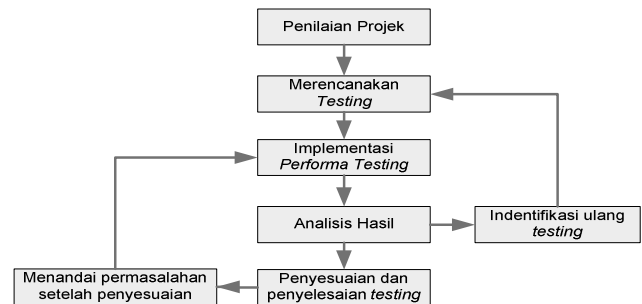 Penilaian Projek
Merencanakan
Testing
Implementasi
Performa Testing
Analisis Hasil
Indentifikasi ulang
testing
Menandai permasalahan
setelah penyesuaian
Penyesuaian dan
penyelesaian testing